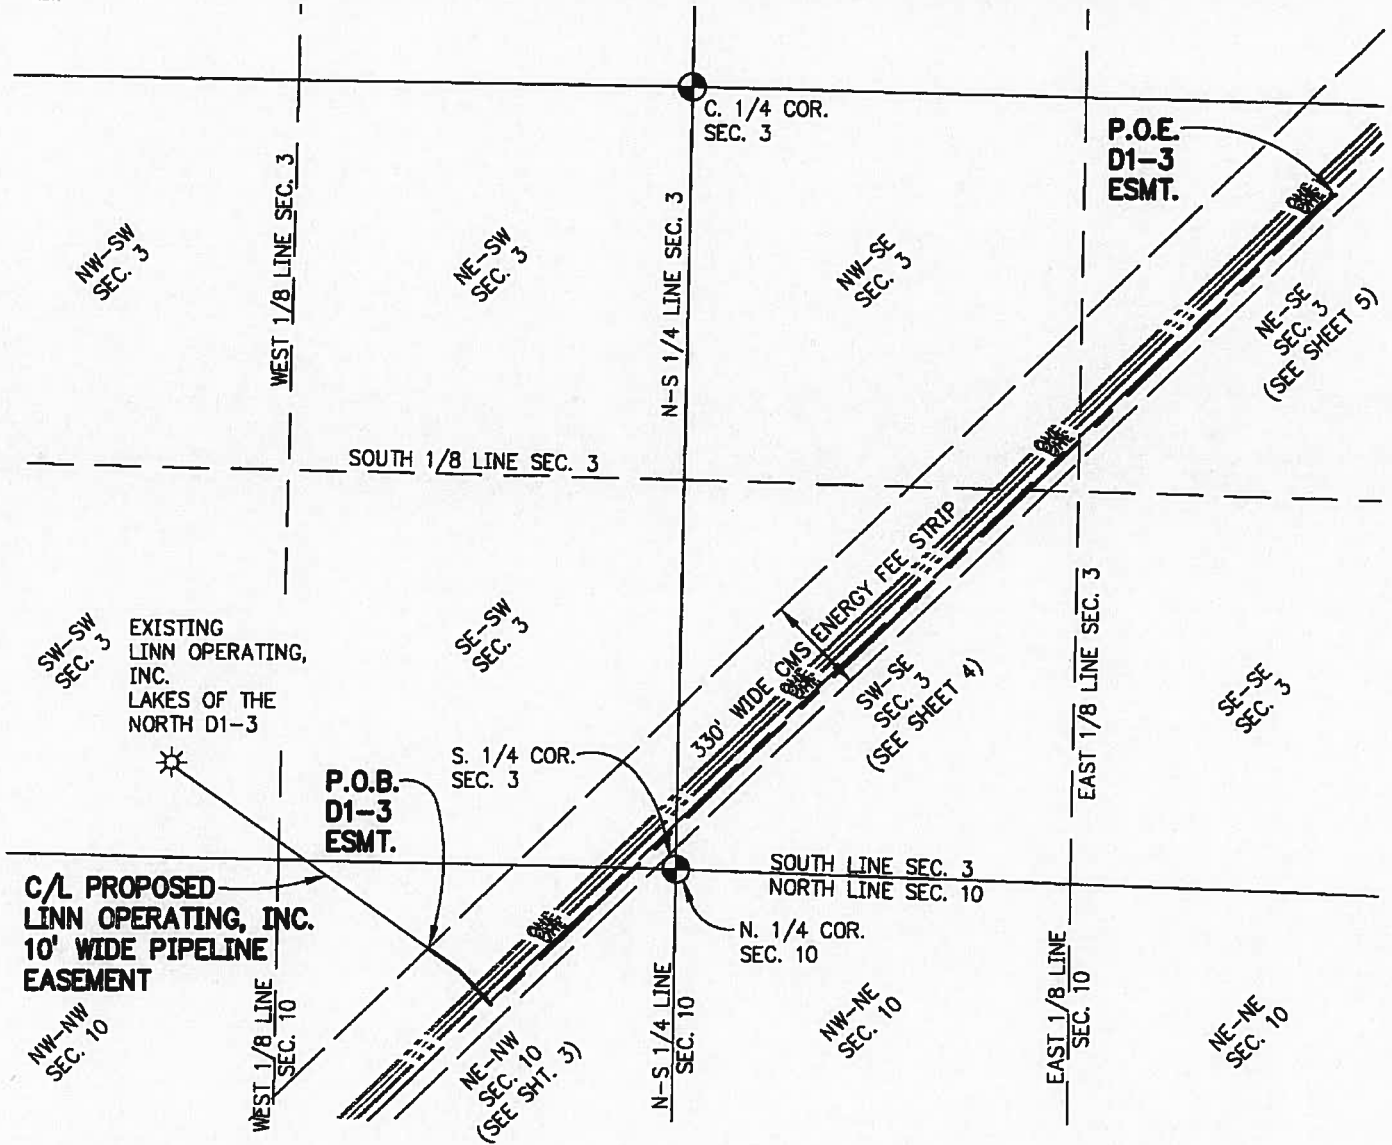 C. 1/4 COR.
SEC. 3
P.O.E.
D1-3
ESMT.
WEST 1/8 LINE SEC. 3
N-S 1/4 LINE SEC. 3
NW-SW
SEC. 3
NE-SW
SEC. 3
NW-SE
SEC. 3
NE-SE
SEC. 3
(SEE SHEET 5)
SOUTH 1/8 LINE SEC. 3
330' WIDE CMS ENERGY FEE STRIP
SW-SW
SEC. 3
EXISTING
LINN OPERATING,
INC.
LAKES OF THE
NORTH D1-3
SE-SW
SEC. 3
SW-SE
SEC. 3
(SEE SHEET 4)
EAST 1/8 LINE SEC. 3
SE-SE
SEC. 3
S. 1/4 COR.
SEC. 3
P.O.B.
D1-3
ESMT.
SOUTH LINE SEC. 3
NORTH LINE SEC. 10
C/L PROPOSED
LINN OPERATING, INC.
10' WIDE PIPELINE
EASEMENT
N. 1/4 COR.
SEC. 10
NW-NW
SEC. 10
WEST 1/8 LINE
SEC. 10
NE-NW
SEC. 10
(SEE SHT. 3)
N-S 1/4 LINE
SEC. 10
NW-NE
SEC. 10
EAST 1/8 LINE
SEC. 10
NE-NE
SEC. 10